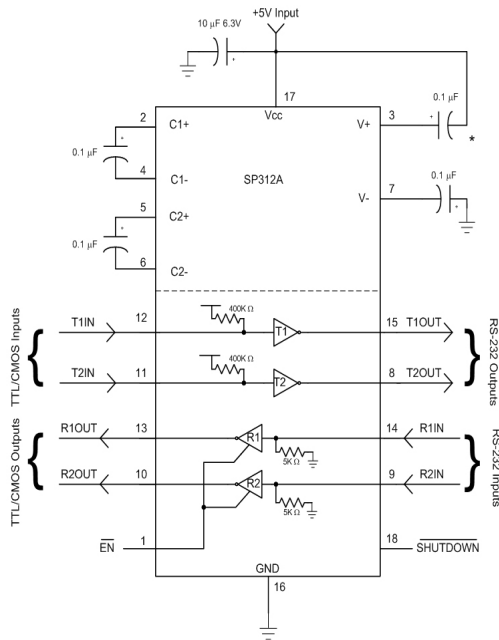 +5V Input
10 µF 6.3V
17
Vcc
2
C1+
3
V+
0.1 µF
*
0.1 µF
4
C1-
SP312A
5
C2+
7
V-
0.1 µF
0.1 µF
6
C2-
TTL/CMOS Inputs
T1IN
12
400K Ω
T1
15
T1OUT
RS-232 Outputs
T2IN
11
400K Ω
T2
8
T2OUT
TTL/CMOS Outputs
R1OUT
13
R1
14
R1IN
RS-232 Inputs
5K Ω
R2OUT
10
R2
9
R2IN
5K Ω
EN
1
18
SHUTDOWN
GND
16